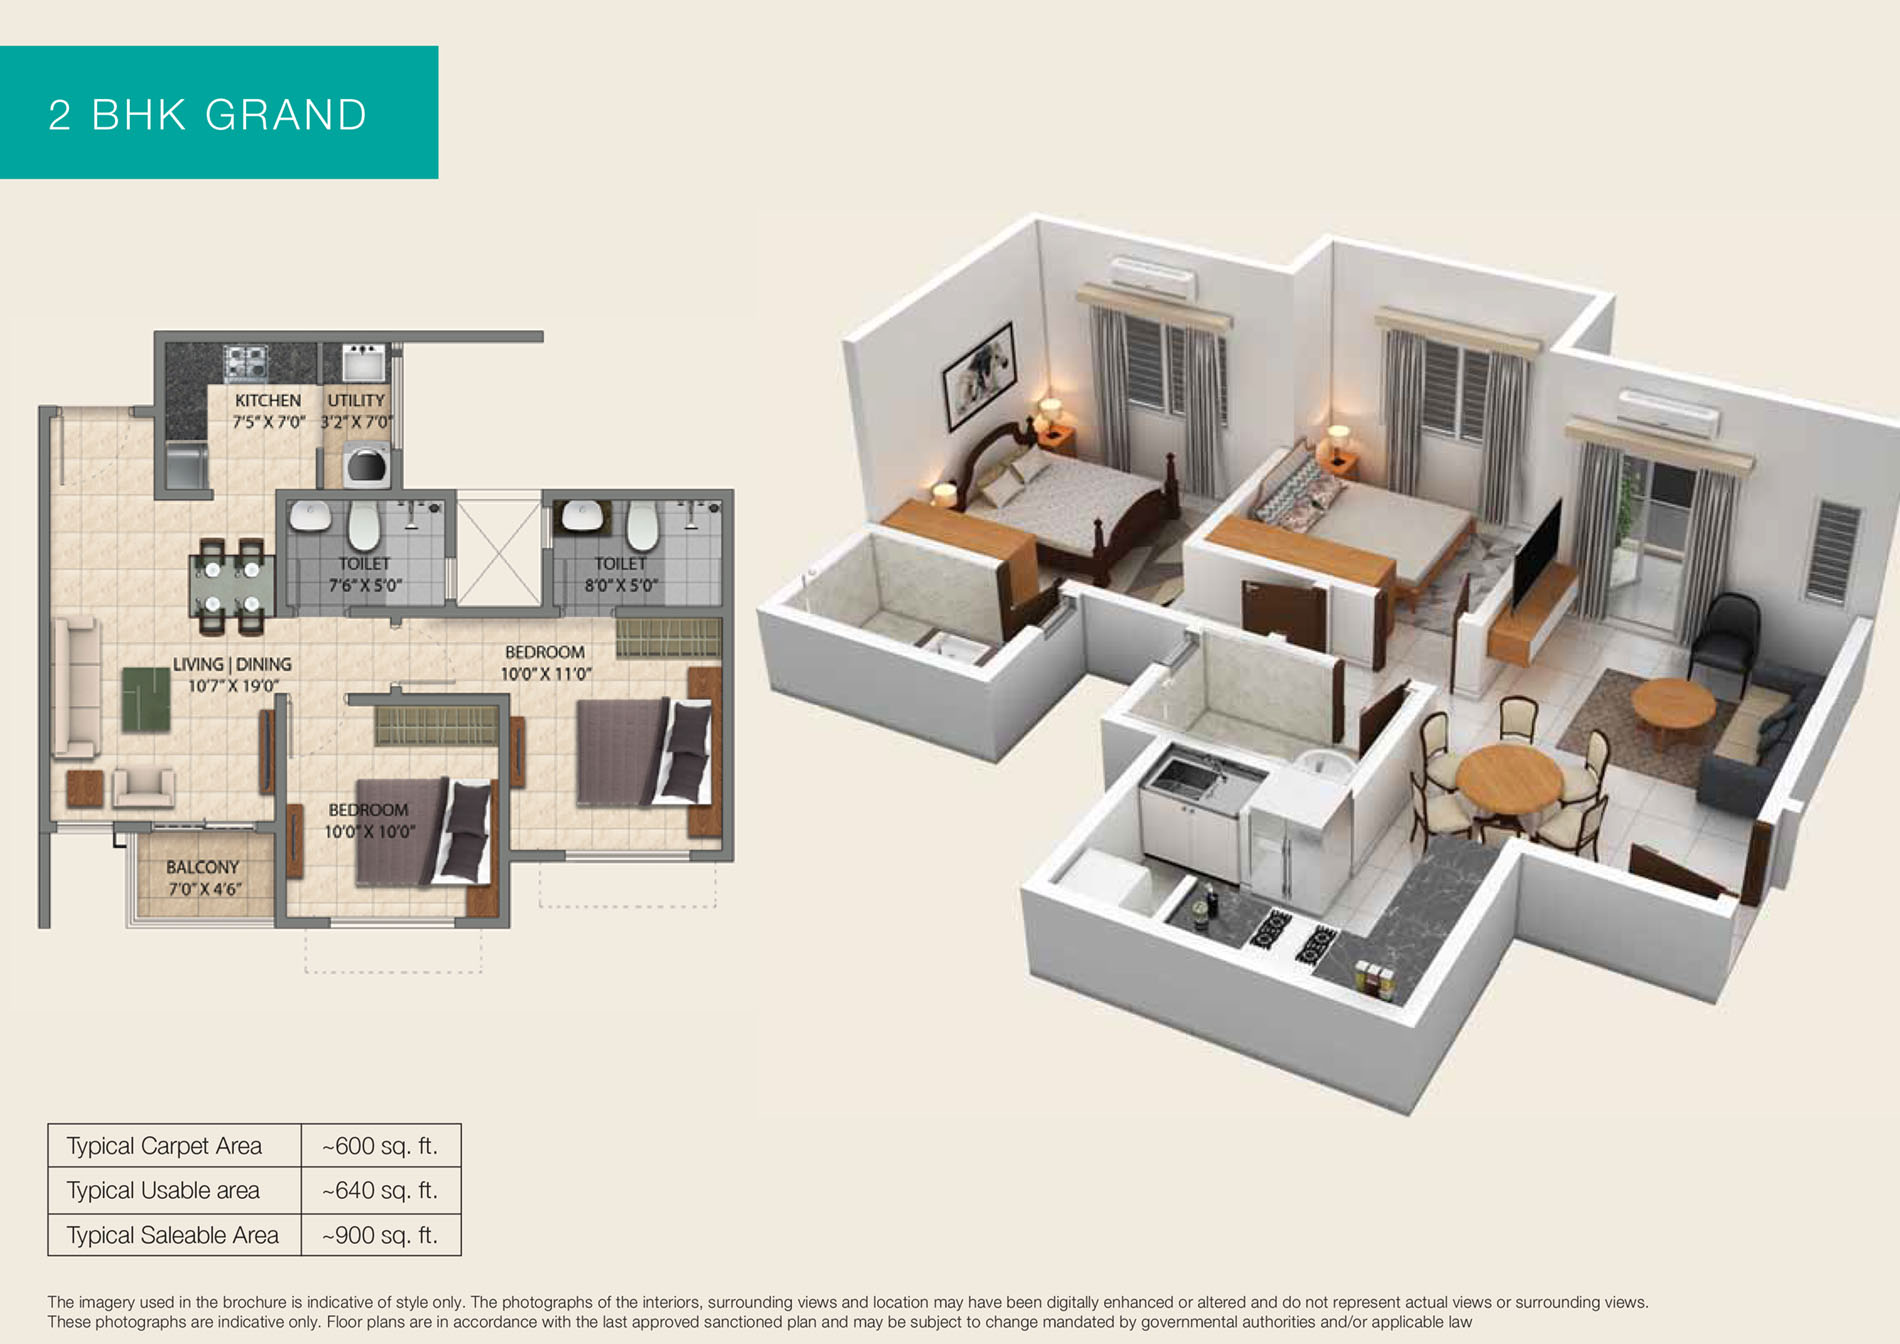 2 BHK GRAND
KITCHEN
7'5" X 7'0"
UTILITY
3'2" X 7'0"
TOILET
7'6" X 5'0"
TOILET
8'0" X 5'0"
LIVING | DINING
10'7" X 19'0"
BEDROOM
10'0" X 11'0"
BEDROOM
10'0" X 10'0"
BALCONY
7'0" X 4'6"
Typical Carpet Area ~600 sq. ft.
Typical Usable area ~640 sq. ft.
Typical Saleable Area ~900 sq. ft.
The imagery used in the brochure is indicative of style only. The photographs of the interiors, surrounding views and location may have been digitally enhanced or altered and do not represent actual views or surrounding views.
These photographs are indicative only. Floor plans are in accordance with the last approved sanctioned plan and may be subject to change mandated by governmental authorities and/or applicable law